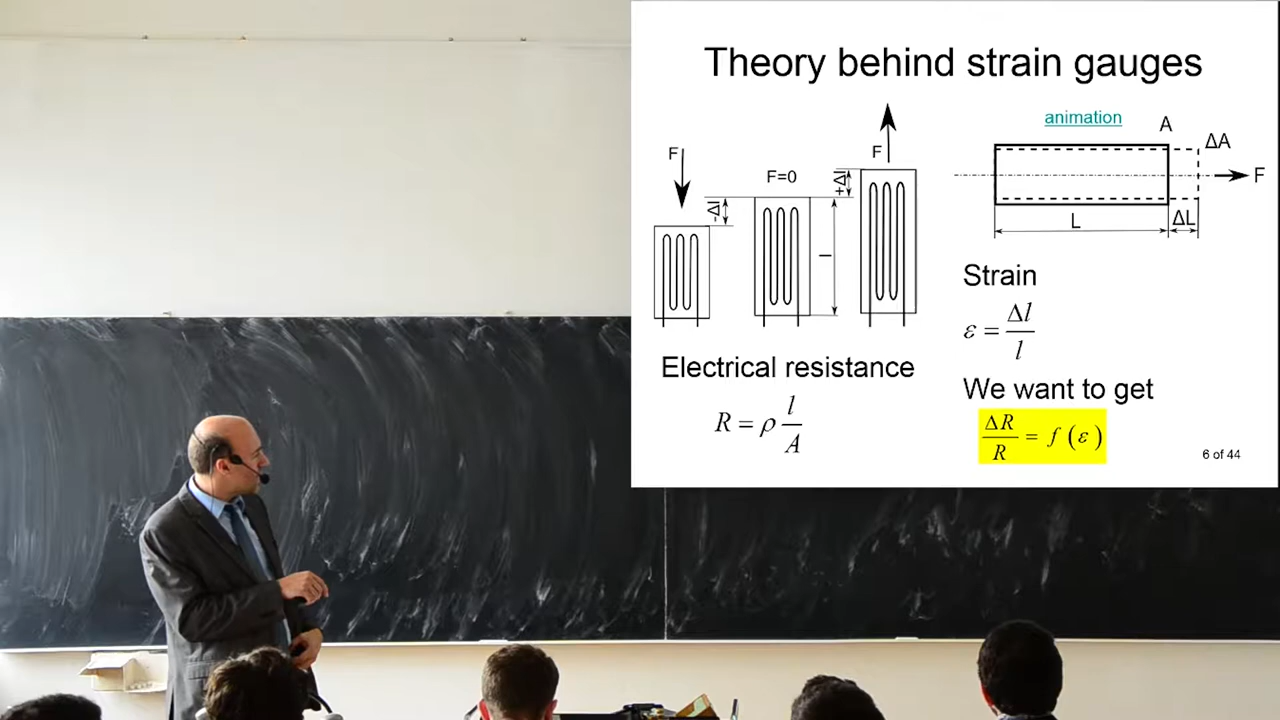 Theory behind strain gauges
F
F=0
F
-Δl
l
+Δl
animation
A
ΔA
F
L
ΔL
Strain
ε = Δl / l
Electrical resistance
R = ρ l / A
We want to get
ΔR / R = f (ε)
6 of 44